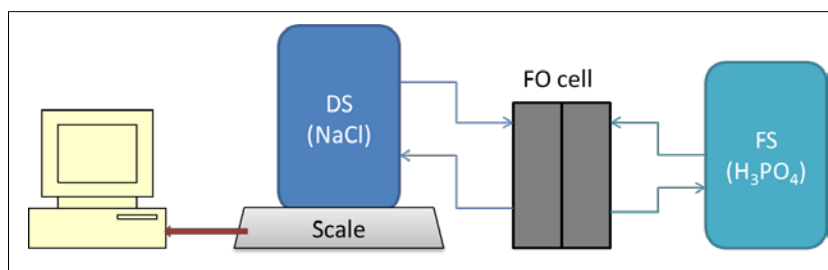 DS
(NaCl)
Scale
FO cell
FS
(H₃PO₄)